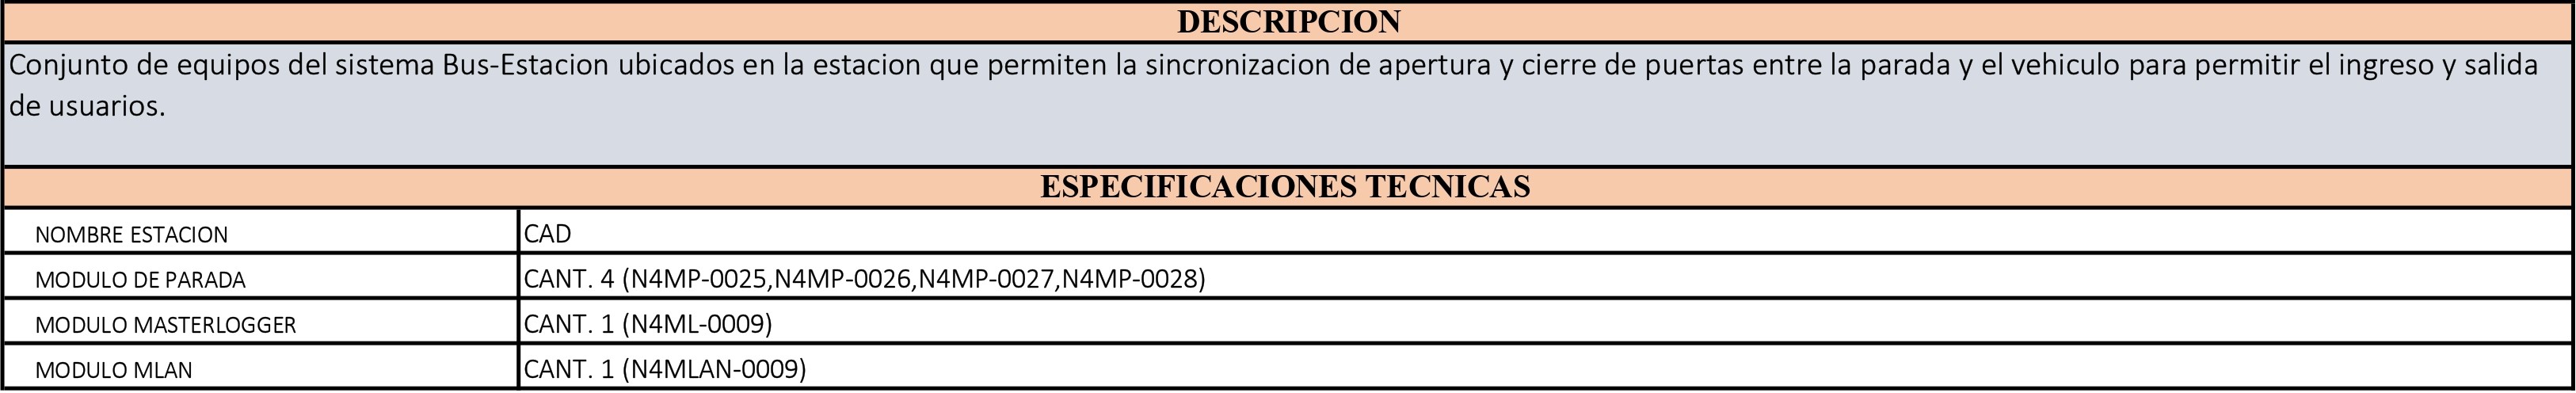 DESCRIPCION
Conjunto de equipos del sistema Bus-Estacion ubicados en la estacion que permiten la sincronizacion de apertura y cierre de puertas entre la parada y el vehiculo para permitir el ingreso y salida
de usuarios.
ESPECIFICACIONES TECNICAS
NOMBRE ESTACION CAD
MODULO DE PARADA CANT. 4 (N4MP-0025,N4MP-0026,N4MP-0027,N4MP-0028)
MODULO MASTERLOGGER CANT. 1 (N4ML-0009)
MODULO MLAN CANT. 1 (N4MLAN-0009)